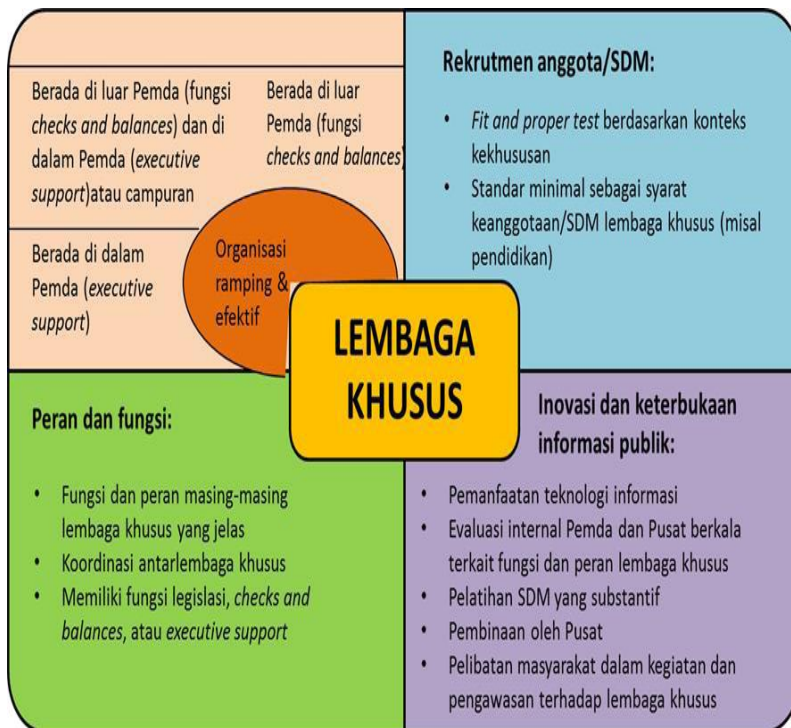 Berada di luar Pemda (fungsi
checks and balances) dan di
dalam Pemda (executive
support)atau campuran
Berada di luar
Pemda (fungsi
checks and balances)
Berada di dalam
Pemda (executive
support)
Organisasi
ramping &
efektif
Rekrutmen anggota/SDM:
• Fit and proper test berdasarkan konteks
kekhususan
• Standar minimal sebagai syarat
keanggotaan/SDM lembaga khusus (misal
pendidikan)
LEMBAGA
KHUSUS
Peran dan fungsi:
• Fungsi dan peran masing-masing
lembaga khusus yang jelas
• Koordinasi antarlembaga khusus
• Memiliki fungsi legislasi, checks and
balances, atau executive support
Inovasi dan keterbukaan
informasi publik:
• Pemanfaatan teknologi informasi
• Evaluasi internal Pemda dan Pusat berkala
terkait fungsi dan peran lembaga khusus
• Pelatihan SDM yang substantif
• Pembinaan oleh Pusat
• Pelibatan masyarakat dalam kegiatan dan
pengawasan terhadap lembaga khusus